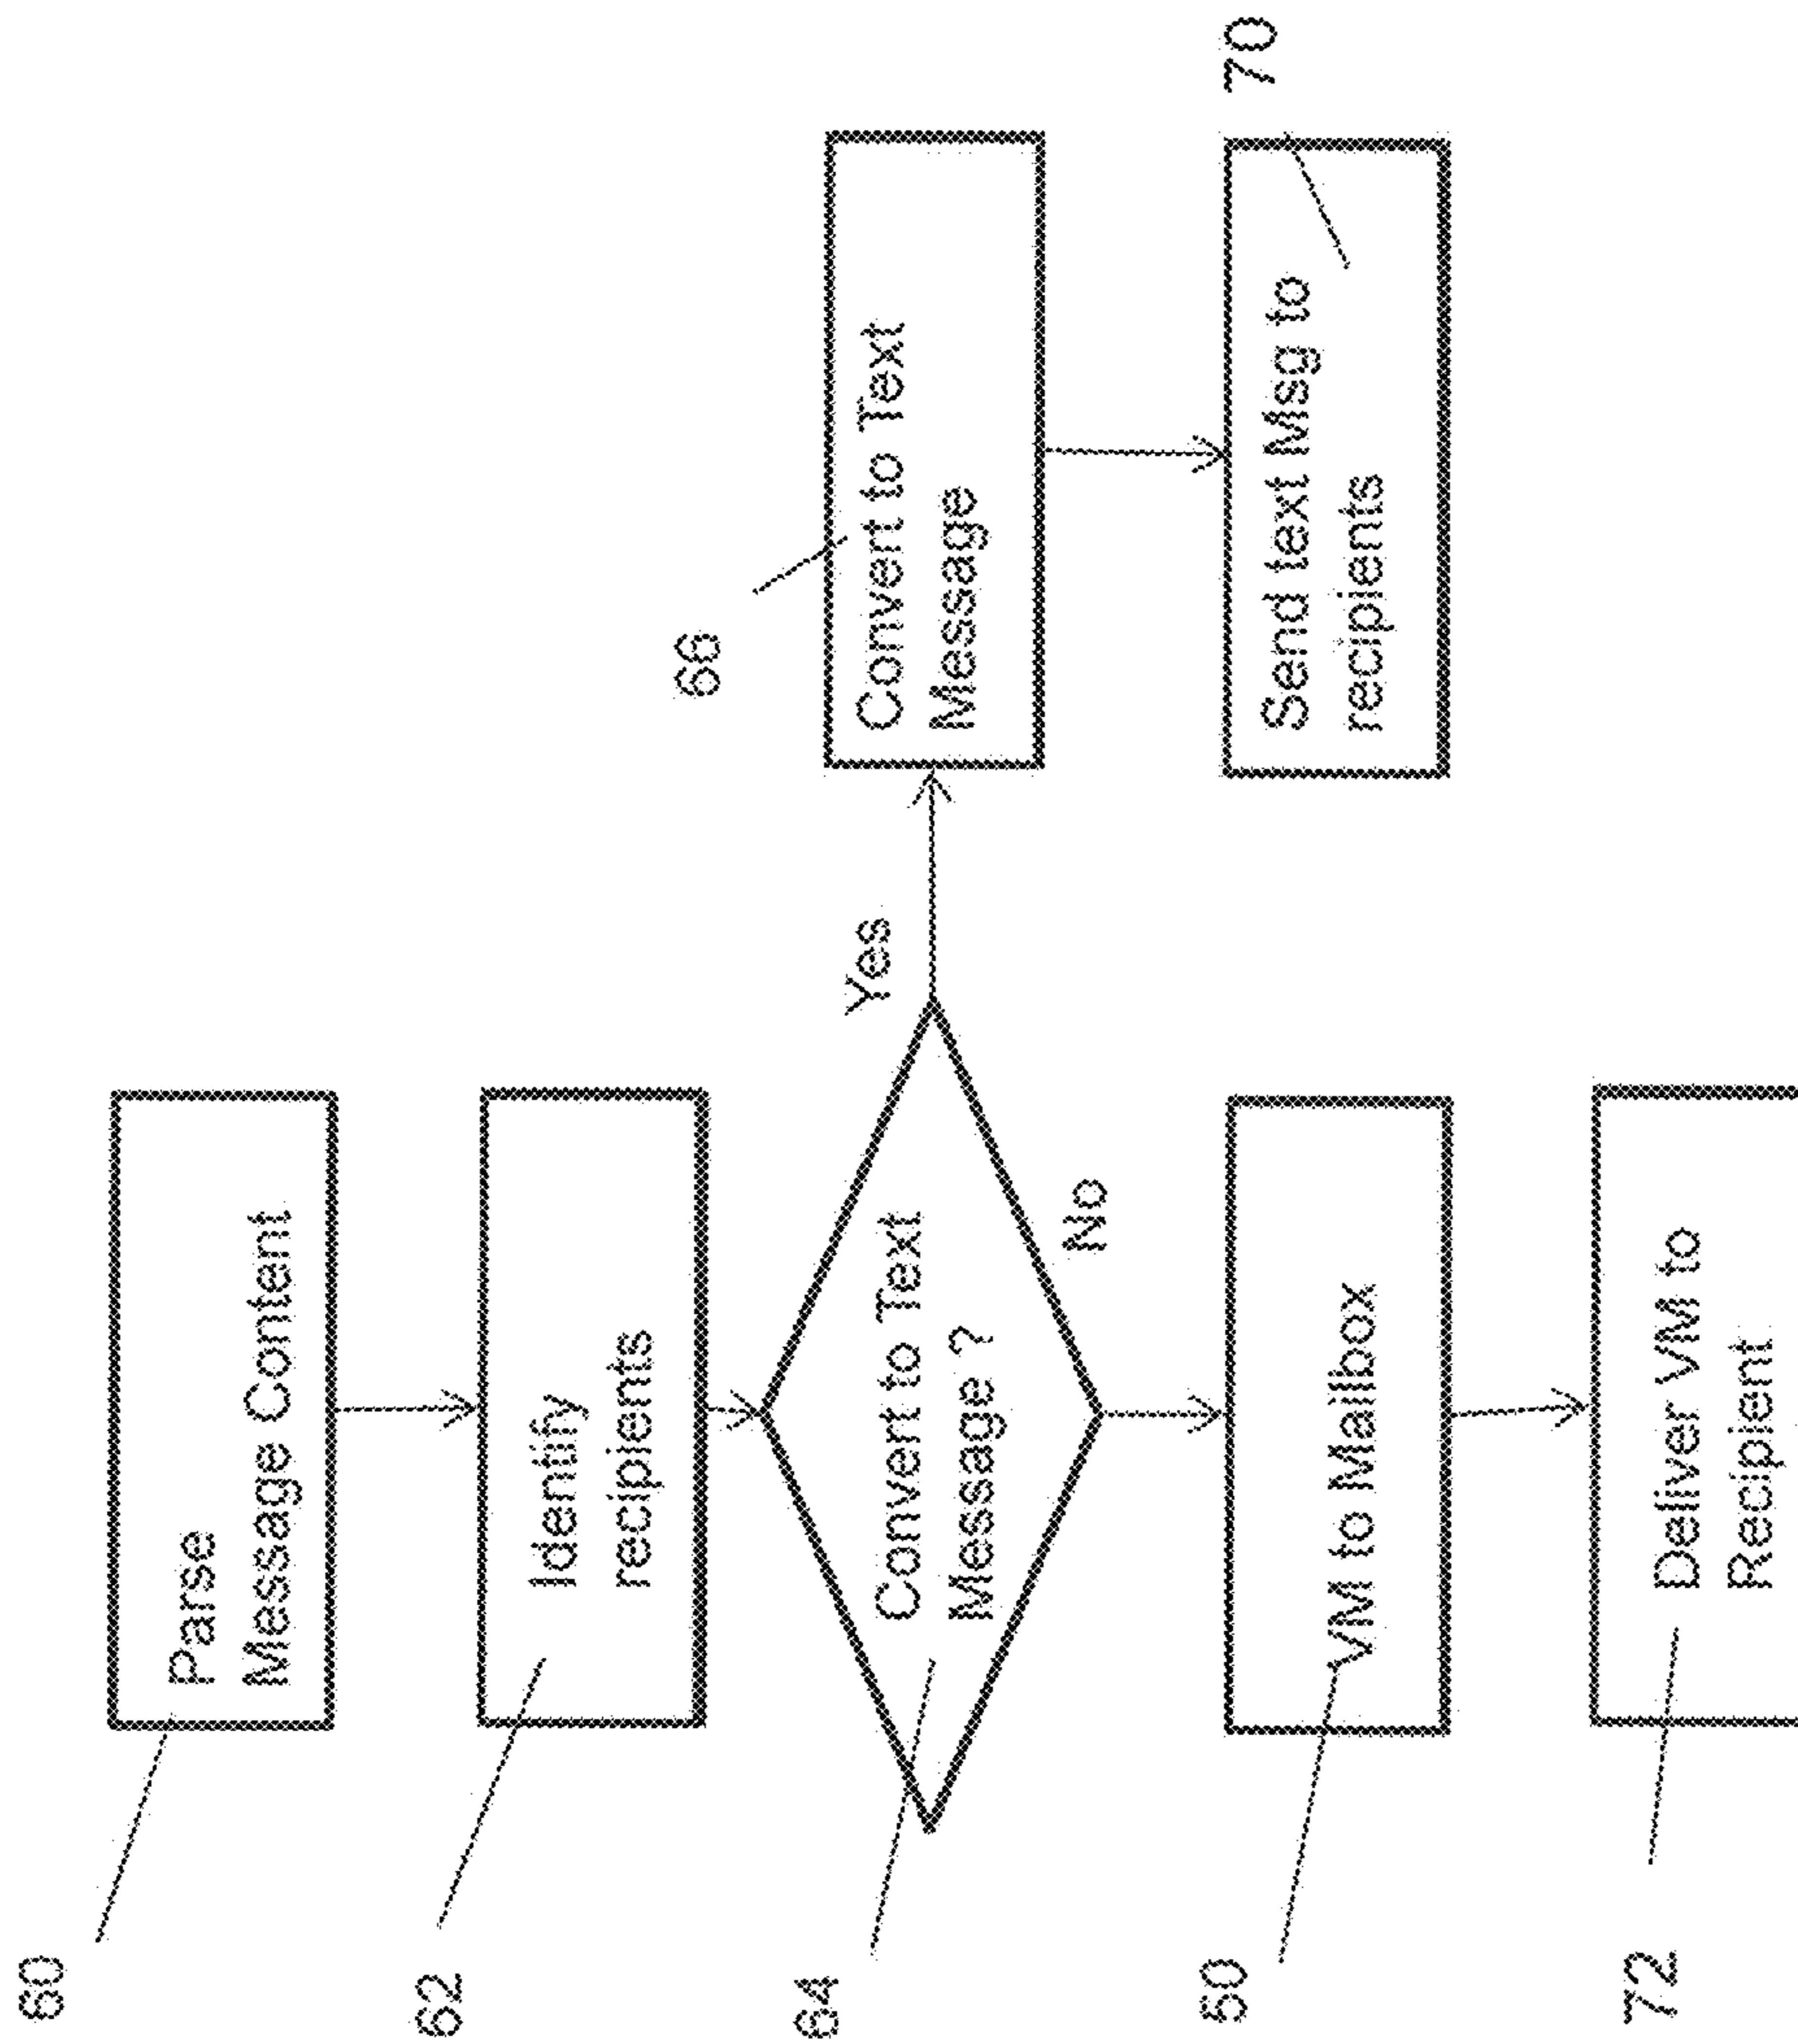 60
Parse
Message Content
62
Identify
recipients
64
Convert to Text
Message ?
Yes
66
Convert to Text
Message
70
Send text Msg to
recipients
No
VM to Mailbox
72
Deliver VM to
Recipient